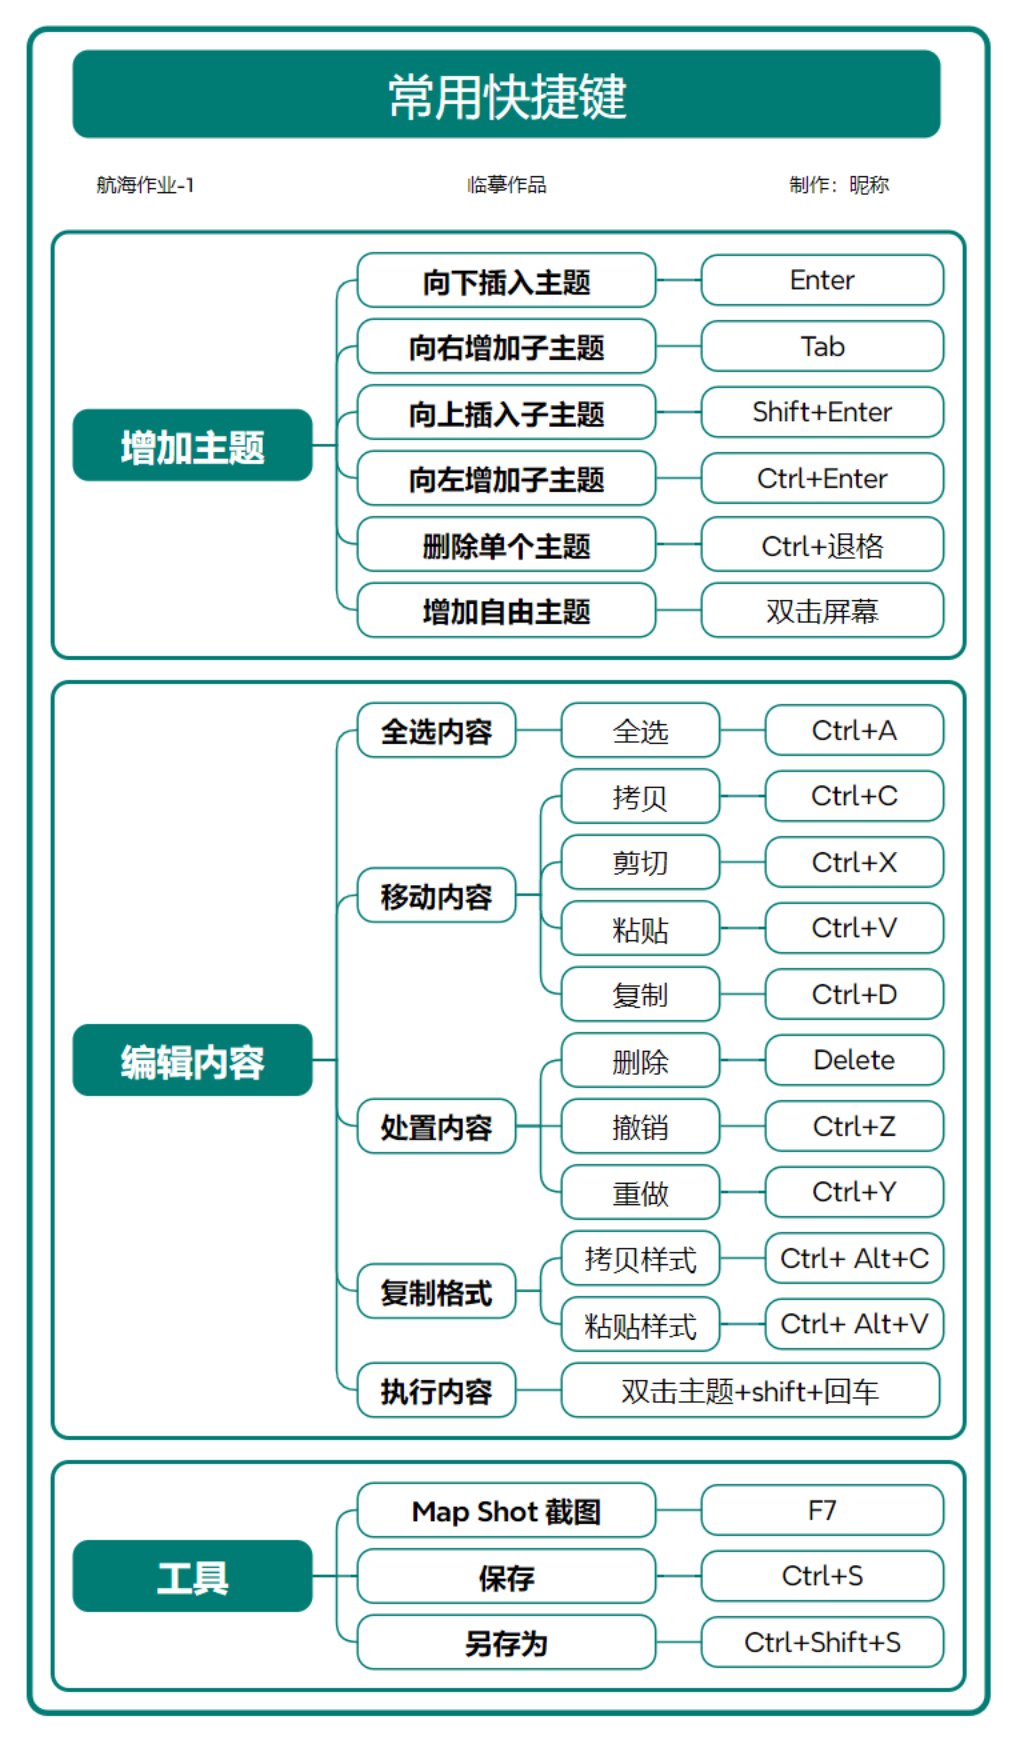 常用快捷键
航海作业-1 临摹作品 制作：昵称
增加主题
向下插入主题 Enter
向右增加子主题 Tab
向上插入子主题 Shift+Enter
向左增加子主题 Ctrl+Enter
删除单个主题 Ctrl+退格
增加自由主题 双击屏幕
编辑内容
全选内容 全选 Ctrl+A
移动内容
拷贝 Ctrl+C
剪切 Ctrl+X
粘贴 Ctrl+V
复制 Ctrl+D
处置内容
删除 Delete
撤销 Ctrl+Z
重做 Ctrl+Y
复制格式
拷贝样式 Ctrl+ Alt+C
粘贴样式 Ctrl+ Alt+V
执行内容 双击主题+shift+回车
工具
Map Shot 截图 F7
保存 Ctrl+S
另存为 Ctrl+Shift+S